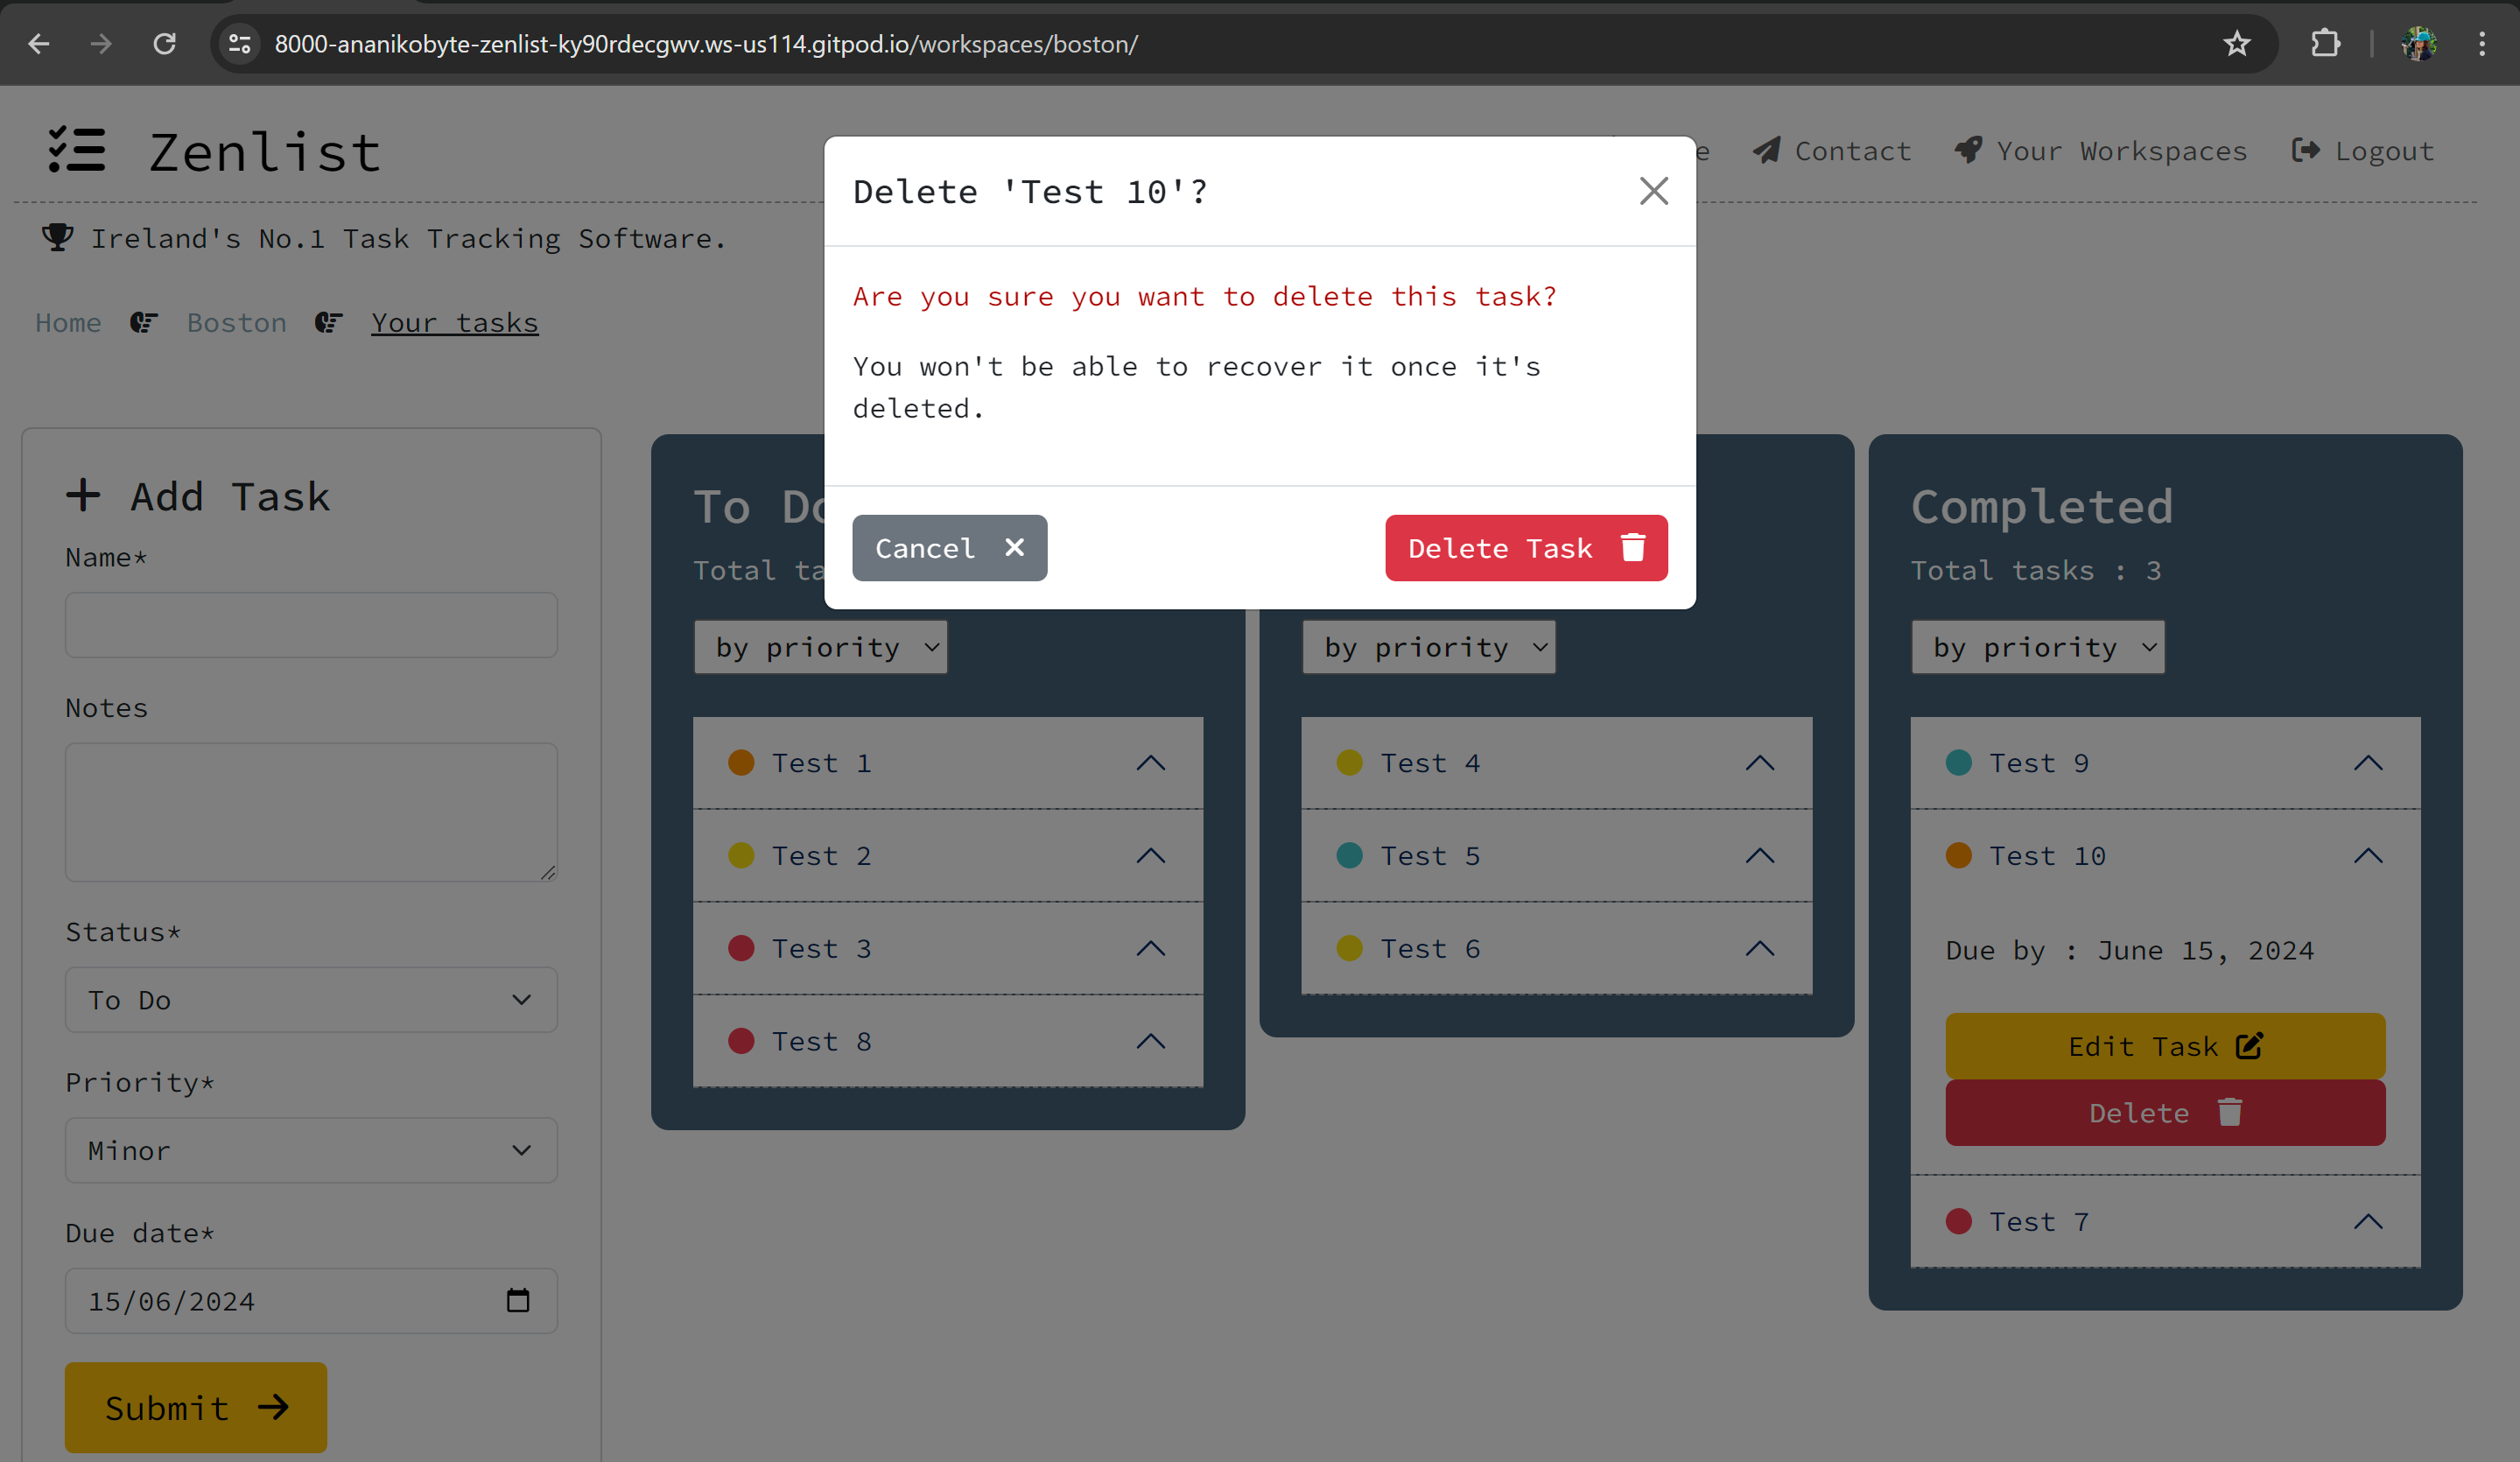 8000-ananikobyte-zenlist-ky90rdecgwv.ws-us114.gitpod.io/workspaces/boston/
Zenlist
Contact
Your Workspaces
Logout
Ireland's No.1 Task Tracking Software.
Home
Boston
Your tasks
Delete 'Test 10'?
Are you sure you want to delete this task?
You won't be able to recover it once it's
deleted.
Cancel
Delete Task
Add Task
Name*
Notes
Status*
To Do
Priority*
Minor
Due date*
15/06/2024
Submit
To Do
Total
by priority
Test 1
Test 2
Test 3
Test 8
by priority
Test 4
Test 5
Test 6
Completed
Total tasks : 3
by priority
Test 9
Test 10
Due by : June 15, 2024
Edit Task
Delete
Test 7